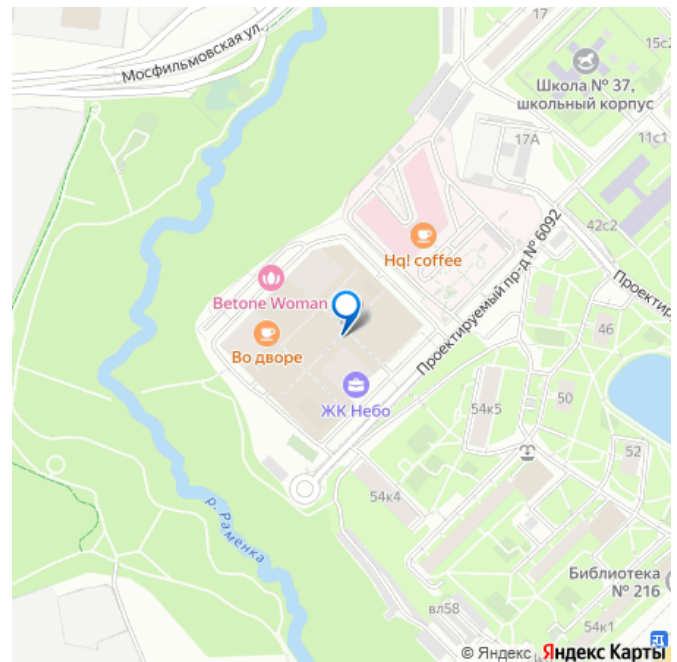 17
15с2
Мосфильмовская ул.
Школа № 37,
школьный корпус
17А
11с1
42с2
Hq! coffee
Проектируемый пр-д № 6092
Betone Woman
Во дворе
46
ЖК Небо
50
54к5
52
54к4
р. Раменка
Библиотека
№ 216
вл58
54к1
© Яндекс Яндекс Карты